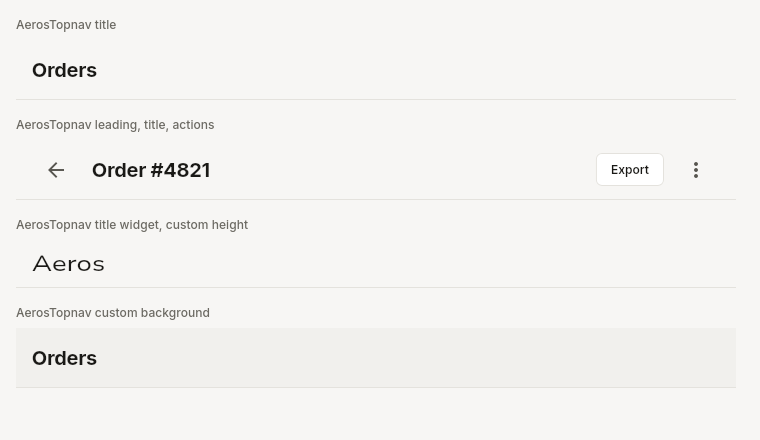 AerosTopnav title
Orders
AerosTopnav leading, title, actions
Order #4821
Export
AerosTopnav title widget, custom height
Aeros
AerosTopnav custom background
Orders